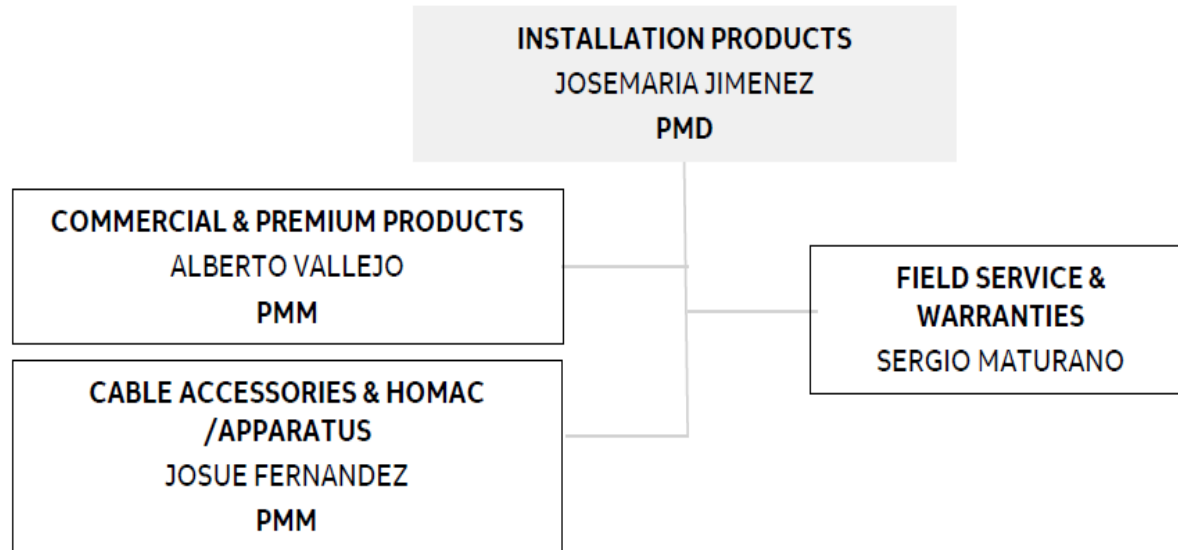 INSTALLATION PRODUCTS
JOSEMARIA JIMENEZ
PMD
COMMERCIAL & PREMIUM PRODUCTS
ALBERTO VALLEJO
PMM
FIELD SERVICE &
WARRANTIES
SERGIO MATURANO
CABLE ACCESSORIES & HOMAC
/APPARATUS
JOSUE FERNANDEZ
PMM